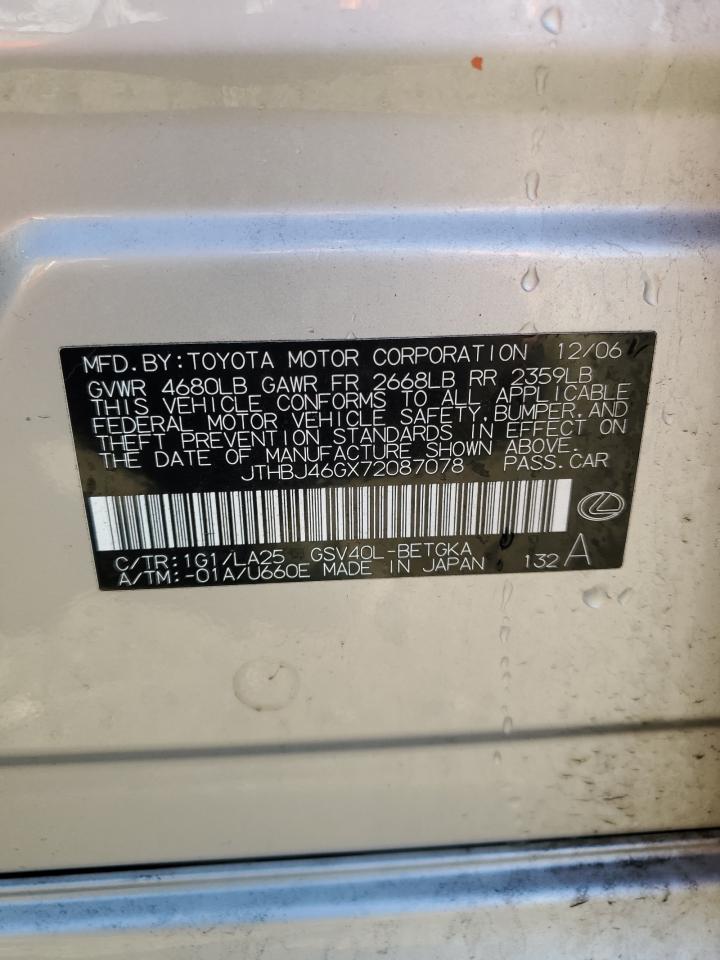 MFD.BY:TOYOTA MOTOR CORPORATION 12/06
GVWR 4680LB GAWR FR 2668LB RR 2359LB
THIS VEHICLE CONFORMS TO ALL APPLICABLE
FEDERAL MOTOR VEHICLE SAFETY,BUMPER,AND
THEFT PREVENTION STANDARDS IN EFFECT ON
THE DATE OF MANUFACTURE SHOWN ABOVE.
JTHBJ46GX72087078 PASS.CAR
C/TR:1G1/LA25 GSV40L-BETGKA
A/TM:-01A/U660E MADE IN JAPAN 132 A